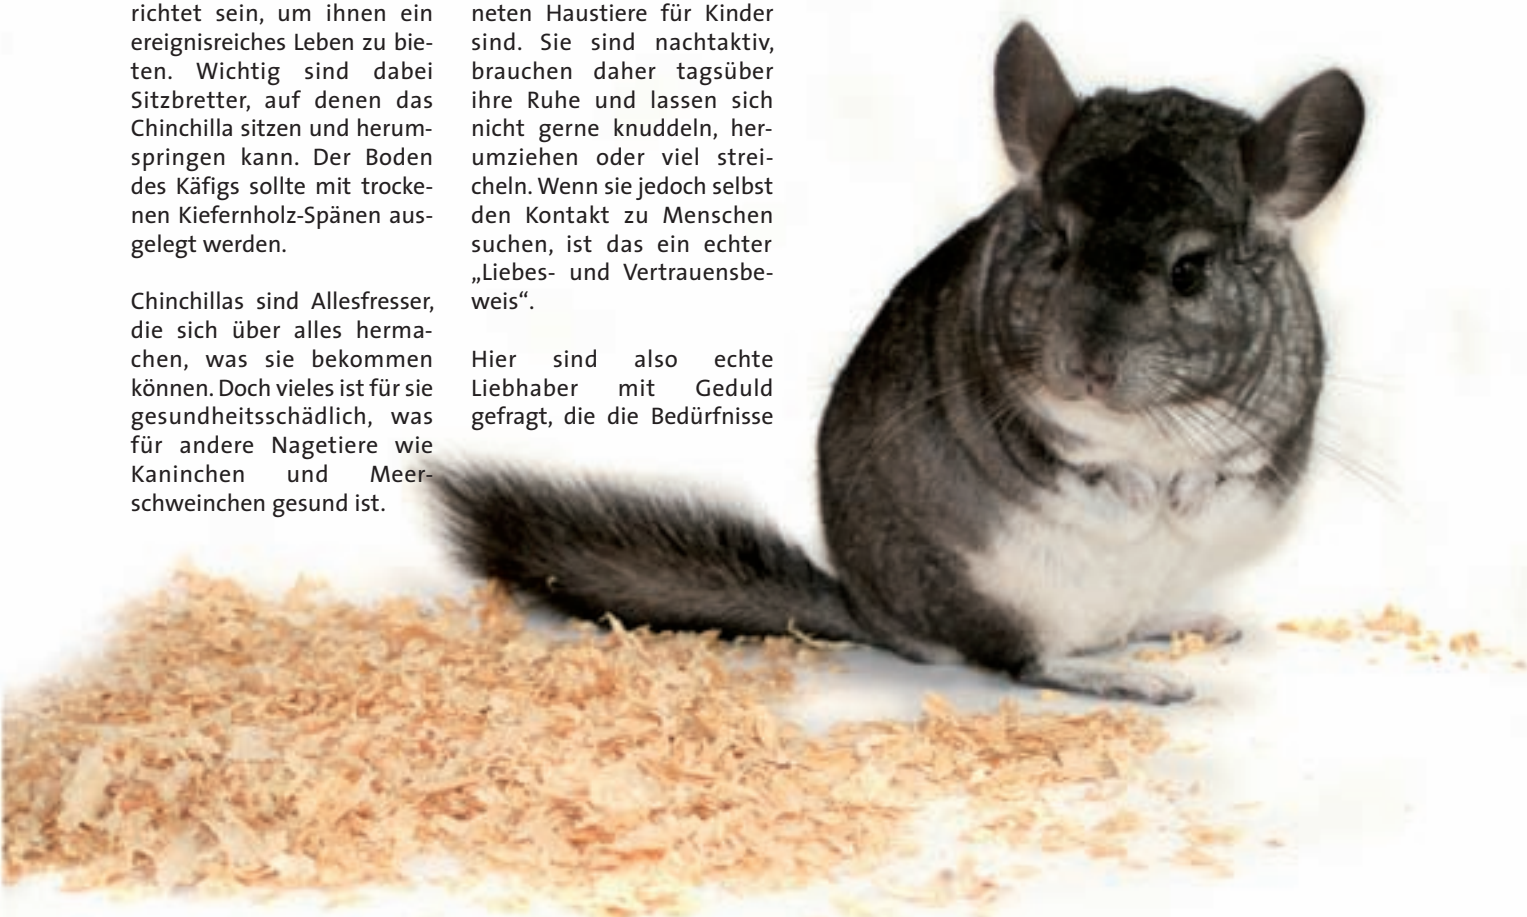 richtet sein, um ihnen ein
ereignisreiches Leben zu bie-
ten. Wichtig sind dabei
Sitzbretter, auf denen das
Chinchilla sitzen und herum-
springen kann. Der Boden
des Käfigs sollte mit trocke-
nen Kiefernholz-Spänen aus-
gelegt werden.

Chinchillas sind Allesfresser,
die sich über alles herma-
chen, was sie bekommen
können. Doch vieles ist für sie
gesundheitsschädlich, was
für andere Nagetiere wie
Kaninchen und Meer-
schweinchen gesund ist.

neten Haustiere für Kinder
sind. Sie sind nachtaktiv,
brauchen daher tagsüber
ihre Ruhe und lassen sich
nicht gerne knuddeln, her-
umziehen oder viel strei-
cheln. Wenn sie jedoch selbst
den Kontakt zu Menschen
suchen, ist das ein echter
„Liebes- und Vertrauensbe-
weis“.

Hier sind also echte
Liebhaber mit Geduld
gefragt, die die Bedürfnisse